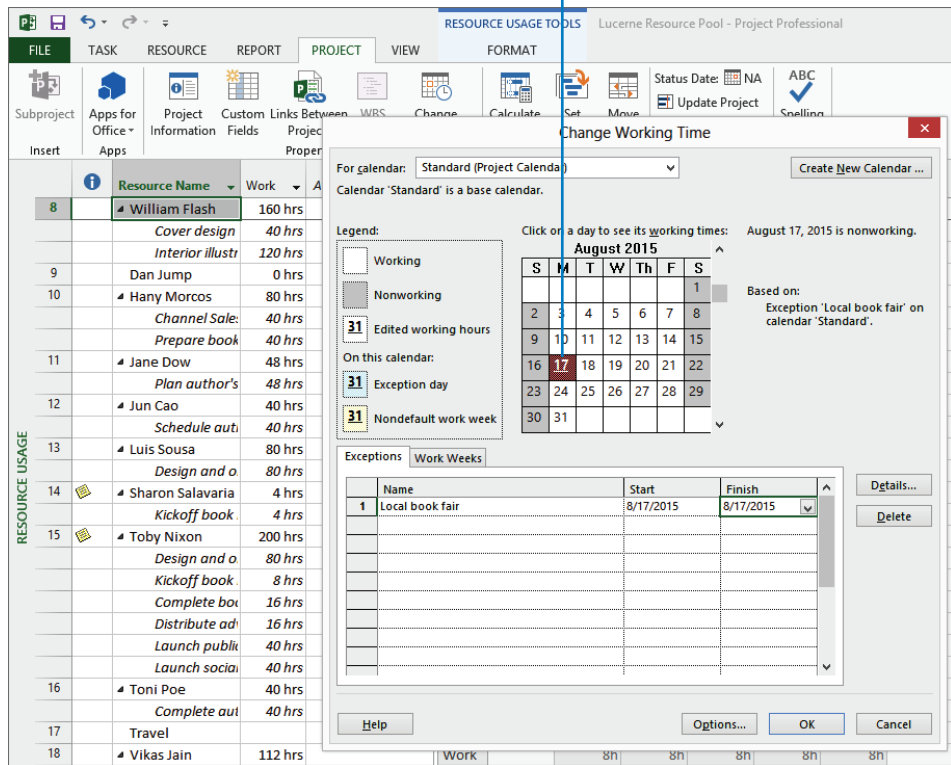 RESOURCE USAGE TOOLS Lucerne Resource Pool - Project Professional
FILE TASK RESOURCE REPORT PROJECT VIEW FORMAT
Subproject
Apps for Office
Project Information
Custom Fields
Links Between Projec
WBS
Change
Calculate
Set
Move
Status Date: NA
Update Project
ABC
Spelling
Insert Apps Proper
Resource Name Work A
8 William Flash 160 hrs
Cover design 40 hrs
Interior illustr 120 hrs
9 Dan Jump 0 hrs
10 Hany Morcos 80 hrs
Channel Sale: 40 hrs
Prepare book 40 hrs
11 Jane Dow 48 hrs
Plan author's 48 hrs
12 Jun Cao 40 hrs
Schedule aut 40 hrs
13 Luis Sousa 80 hrs
Design and o 80 hrs
14 Sharon Salavaria 4 hrs
Kickoff book 4 hrs
15 Toby Nixon 200 hrs
Design and o 80 hrs
Kickoff book 8 hrs
Complete boo 16 hrs
Distribute ad 16 hrs
Launch public 40 hrs
Launch social 40 hrs
16 Toni Poe 40 hrs
Complete aut 40 hrs
17 Travel
18 Vikas Jain 112 hrs Work 8h 8h 8h 8h 8h
RESOURCE USAGE
Change Working Time
For calendar: Standard (Project Calendar) Create New Calendar ...
Calendar 'Standard' is a base calendar.
Legend:
Working
Nonworking
31 Edited working hours
On this calendar:
31 Exception day
31 Nondefault work week
Click on a day to see its working times:
August 2015
S M T W Th F S
1
2 3 4 5 6 7 8
9 10 11 12 13 14 15
16 17 18 19 20 21 22
23 24 25 26 27 28 29
30 31
August 17, 2015 is nonworking.
Based on:
Exception 'Local book fair' on
calendar 'Standard'.
Exceptions Work Weeks
Name Start Finish
1 Local book fair 8/17/2015 8/17/2015
Details...
Delete
Help Options... OK Cancel